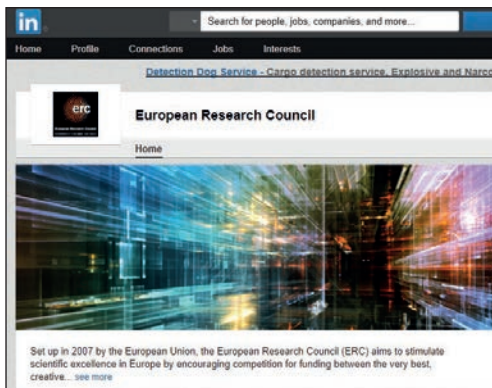 in
Search for people, jobs, companies, and more...
Home Profile Connections Jobs Interests
Detection Dog Service - Cargo detection service, Explosive and Narco
erc
European Research Council
European Research Council
Home
Set up in 2007 by the European Union, the European Research Council (ERC) aims to stimulate
scientific excellence in Europe by encouraging competition for funding between the very best,
creative... see more